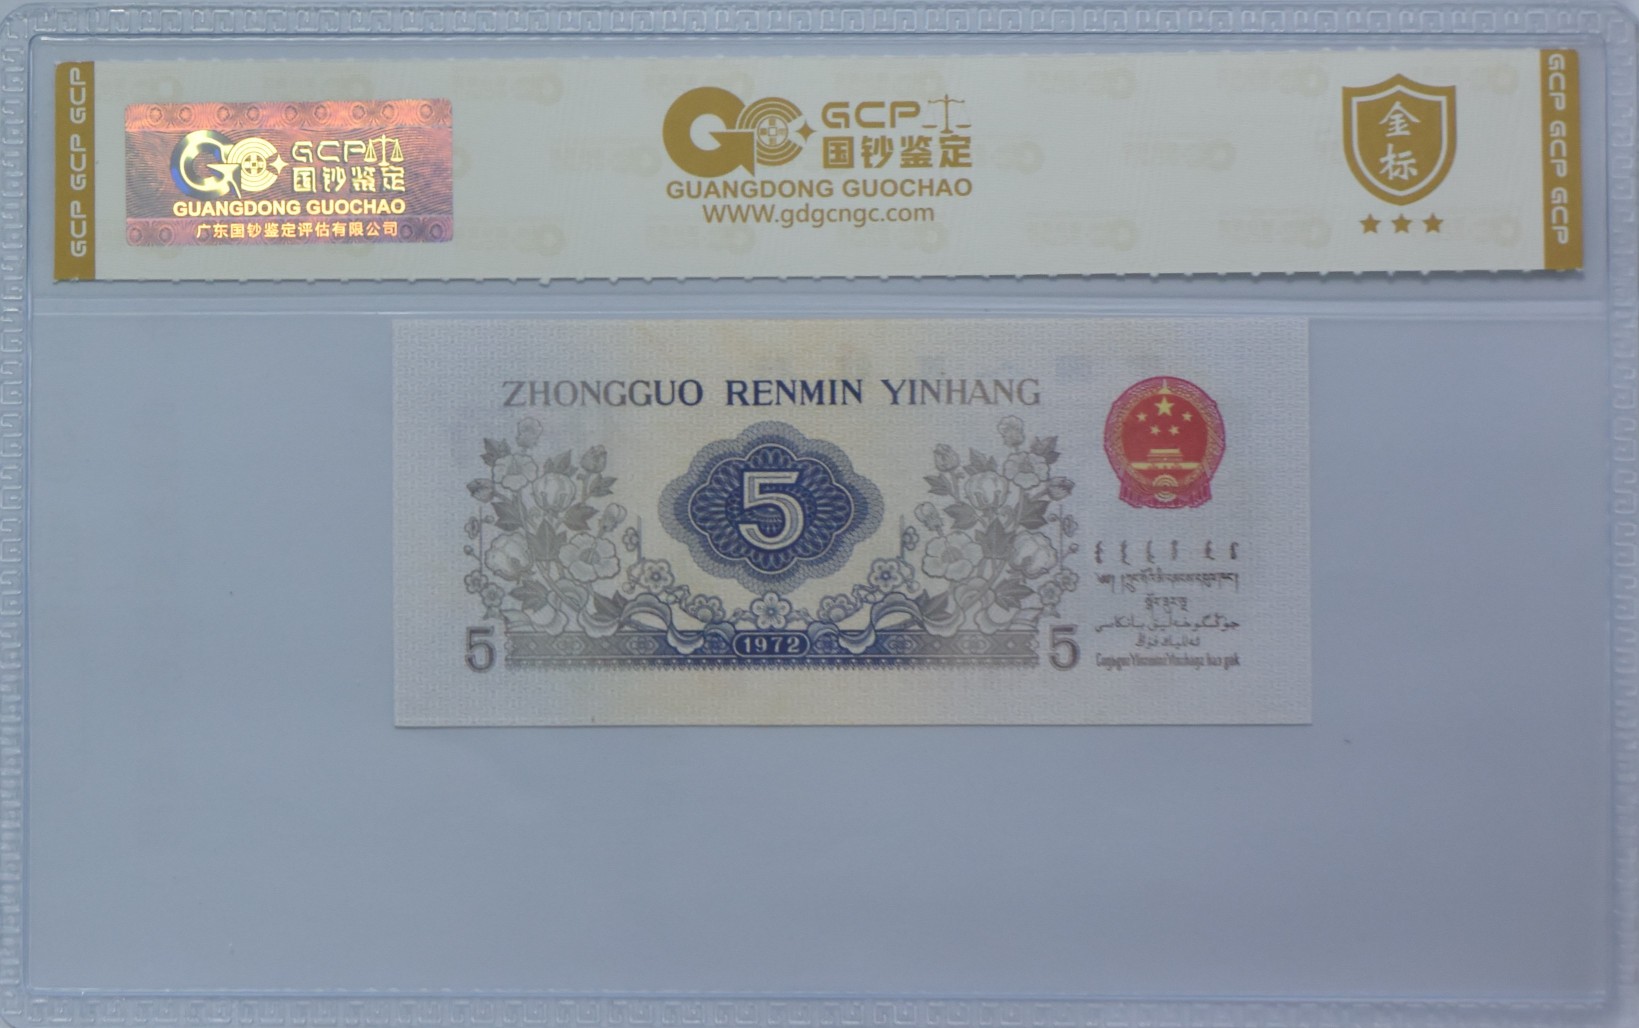 GCP GCP GCP
GCP
国钞鉴定
GUANGDONG GUOCHAO
广东国钞鉴定评估有限公司
GCP
国钞鉴定
GUANGDONG GUOCHAO
WWW.gdgcngc.com
金
标
GCP GCP GCP
ZHONGGUO RENMIN YINHANG
5
5
1972
5